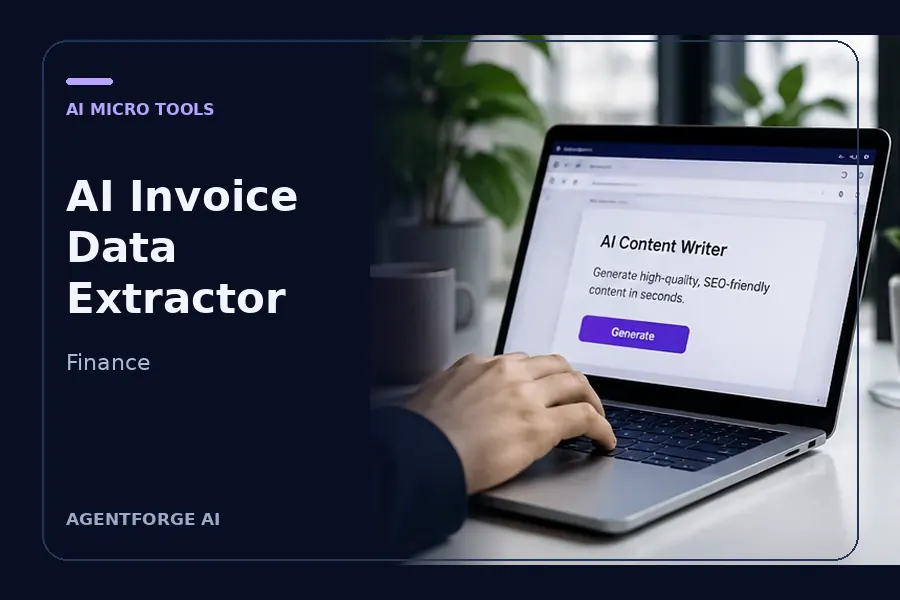 AI MICRO TOOLS
AI Invoice
Data
Extractor
Finance
AGENTFORGE AI
AI Content Writer
Generate high-quality, SEO-friendly
content in seconds.
Generate